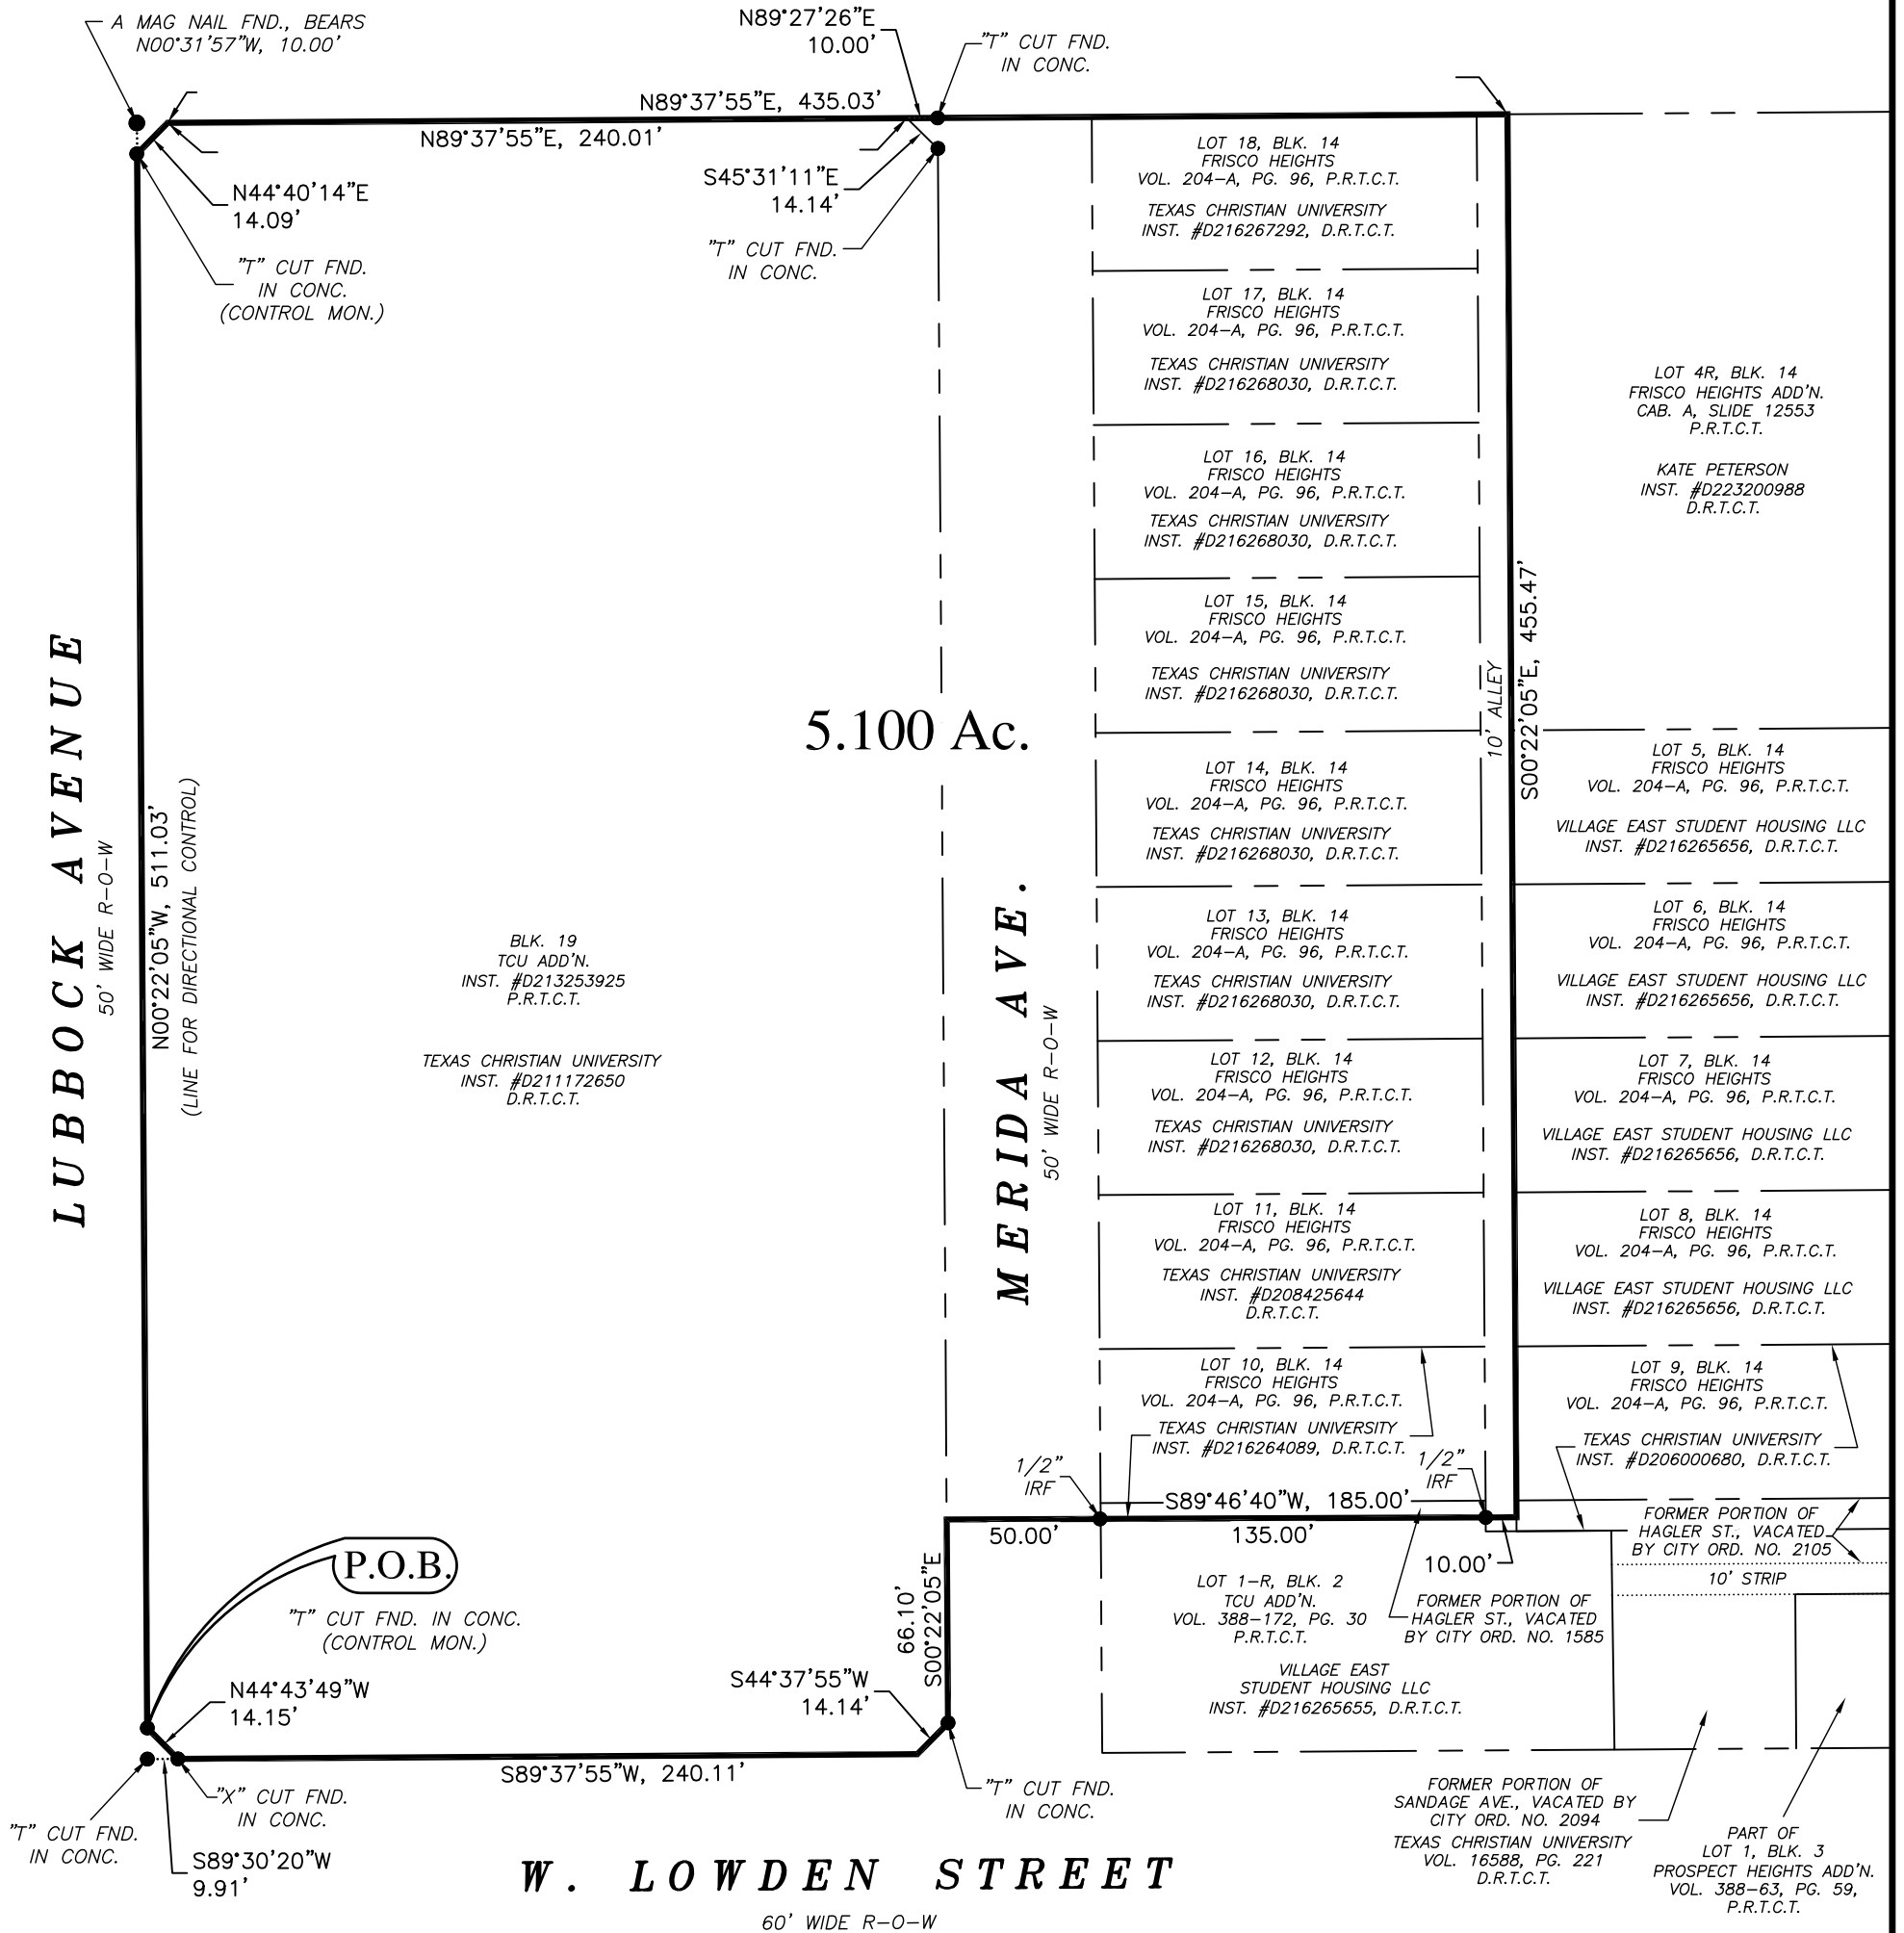 A MAG NAIL FND., BEARS
N00°31'57"W, 10.00'
N89°27'26"E
10.00'
"T" CUT FND.
IN CONC.
N89°37'55"E, 435.03'
N89°37'55"E, 240.01'
N44°40'14"E
14.09'
S45°31'11"E
14.14'
"T" CUT FND.
IN CONC.
(CONTROL MON.)
"T" CUT FND.
IN CONC.
LOT 18, BLK. 14
FRISCO HEIGHTS
VOL. 204-A, PG. 96, P.R.T.C.T.
TEXAS CHRISTIAN UNIVERSITY
INST. #D216267292, D.R.T.C.T.
LOT 17, BLK. 14
FRISCO HEIGHTS
VOL. 204-A, PG. 96, P.R.T.C.T.
TEXAS CHRISTIAN UNIVERSITY
INST. #D216268030, D.R.T.C.T.
LOT 16, BLK. 14
FRISCO HEIGHTS
VOL. 204-A, PG. 96, P.R.T.C.T.
TEXAS CHRISTIAN UNIVERSITY
INST. #D216268030, D.R.T.C.T.
LOT 15, BLK. 14
FRISCO HEIGHTS
VOL. 204-A, PG. 96, P.R.T.C.T.
TEXAS CHRISTIAN UNIVERSITY
INST. #D216268030, D.R.T.C.T.
LOT 14, BLK. 14
FRISCO HEIGHTS
VOL. 204-A, PG. 96, P.R.T.C.T.
TEXAS CHRISTIAN UNIVERSITY
INST. #D216268030, D.R.T.C.T.
LOT 13, BLK. 14
FRISCO HEIGHTS
VOL. 204-A, PG. 96, P.R.T.C.T.
TEXAS CHRISTIAN UNIVERSITY
INST. #D216268030, D.R.T.C.T.
LOT 12, BLK. 14
FRISCO HEIGHTS
VOL. 204-A, PG. 96, P.R.T.C.T.
TEXAS CHRISTIAN UNIVERSITY
INST. #D216268030, D.R.T.C.T.
LOT 11, BLK. 14
FRISCO HEIGHTS
VOL. 204-A, PG. 96, P.R.T.C.T.
TEXAS CHRISTIAN UNIVERSITY
INST. #D208425644
D.R.T.C.T.
LOT 10, BLK. 14
FRISCO HEIGHTS
VOL. 204-A, PG. 96, P.R.T.C.T.
TEXAS CHRISTIAN UNIVERSITY
INST. #D216264089, D.R.T.C.T.
10' ALLEY
S00°22'05"E, 455.47'
LOT 4R, BLK. 14
FRISCO HEIGHTS ADD'N.
CAB. A, SLIDE 12553
P.R.T.C.T.
KATE PETERSON
INST. #D223200988
D.R.T.C.T.
LOT 5, BLK. 14
FRISCO HEIGHTS
VOL. 204-A, PG. 96, P.R.T.C.T.
VILLAGE EAST STUDENT HOUSING LLC
INST. #D216265656, D.R.T.C.T.
LOT 6, BLK. 14
FRISCO HEIGHTS
VOL. 204-A, PG. 96, P.R.T.C.T.
VILLAGE EAST STUDENT HOUSING LLC
INST. #D216265656, D.R.T.C.T.
LOT 7, BLK. 14
FRISCO HEIGHTS
VOL. 204-A, PG. 96, P.R.T.C.T.
VILLAGE EAST STUDENT HOUSING LLC
INST. #D216265656, D.R.T.C.T.
LOT 8, BLK. 14
FRISCO HEIGHTS
VOL. 204-A, PG. 96, P.R.T.C.T.
VILLAGE EAST STUDENT HOUSING LLC
INST. #D216265656, D.R.T.C.T.
LOT 9, BLK. 14
FRISCO HEIGHTS
VOL. 204-A, PG. 96, P.R.T.C.T.
TEXAS CHRISTIAN UNIVERSITY
INST. #D206000680, D.R.T.C.T.
5.100 Ac.
LUBBOCK AVENUE
50' WIDE R-O-W
N00°22'05"W, 511.03'
(LINE FOR DIRECTIONAL CONTROL)
BLK. 19
TCU ADD'N.
INST. #D213253925
P.R.T.C.T.
TEXAS CHRISTIAN UNIVERSITY
INST. #D211172650
D.R.T.C.T.
MERIDA AVE.
50' WIDE R-O-W
1/2"
IRF
1/2"
IRF
S89°46'40"W, 185.00'
50.00'
135.00'
10.00'
66.10'
S00°22'05"E
FORMER PORTION OF
HAGLER ST., VACATED
BY CITY ORD. NO. 2105
10' STRIP
LOT 1-R, BLK. 2
TCU ADD'N.
VOL. 388-172, PG. 30
P.R.T.C.T.
VILLAGE EAST
STUDENT HOUSING LLC
INST. #D216265655, D.R.T.C.T.
FORMER PORTION OF
HAGLER ST., VACATED
BY CITY ORD. NO. 1585
P.O.B.
"T" CUT FND. IN CONC.
(CONTROL MON.)
N44°43'49"W
14.15'
S44°37'55"W
14.14'
S89°37'55"W, 240.11'
"X" CUT FND.
IN CONC.
"T" CUT FND.
IN CONC.
S89°30'20"W
9.91'
"T" CUT FND.
IN CONC.
W. LOWDEN STREET
60' WIDE R-O-W
FORMER PORTION OF
SANDAGE AVE., VACATED BY
CITY ORD. NO. 2094
TEXAS CHRISTIAN UNIVERSITY
VOL. 16588, PG. 221
D.R.T.C.T.
PART OF
LOT 1, BLK. 3
PROSPECT HEIGHTS ADD'N.
VOL. 388-63, PG. 59,
P.R.T.C.T.